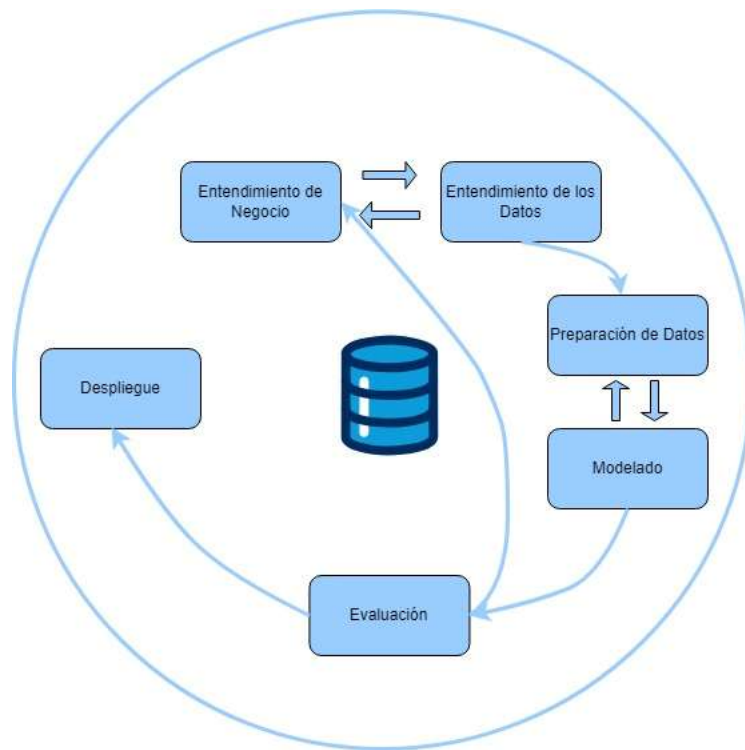 Entendimiento de
Negocio
Entendimiento de los
Datos
Preparación de Datos
Despliegue
Modelado
Evaluación